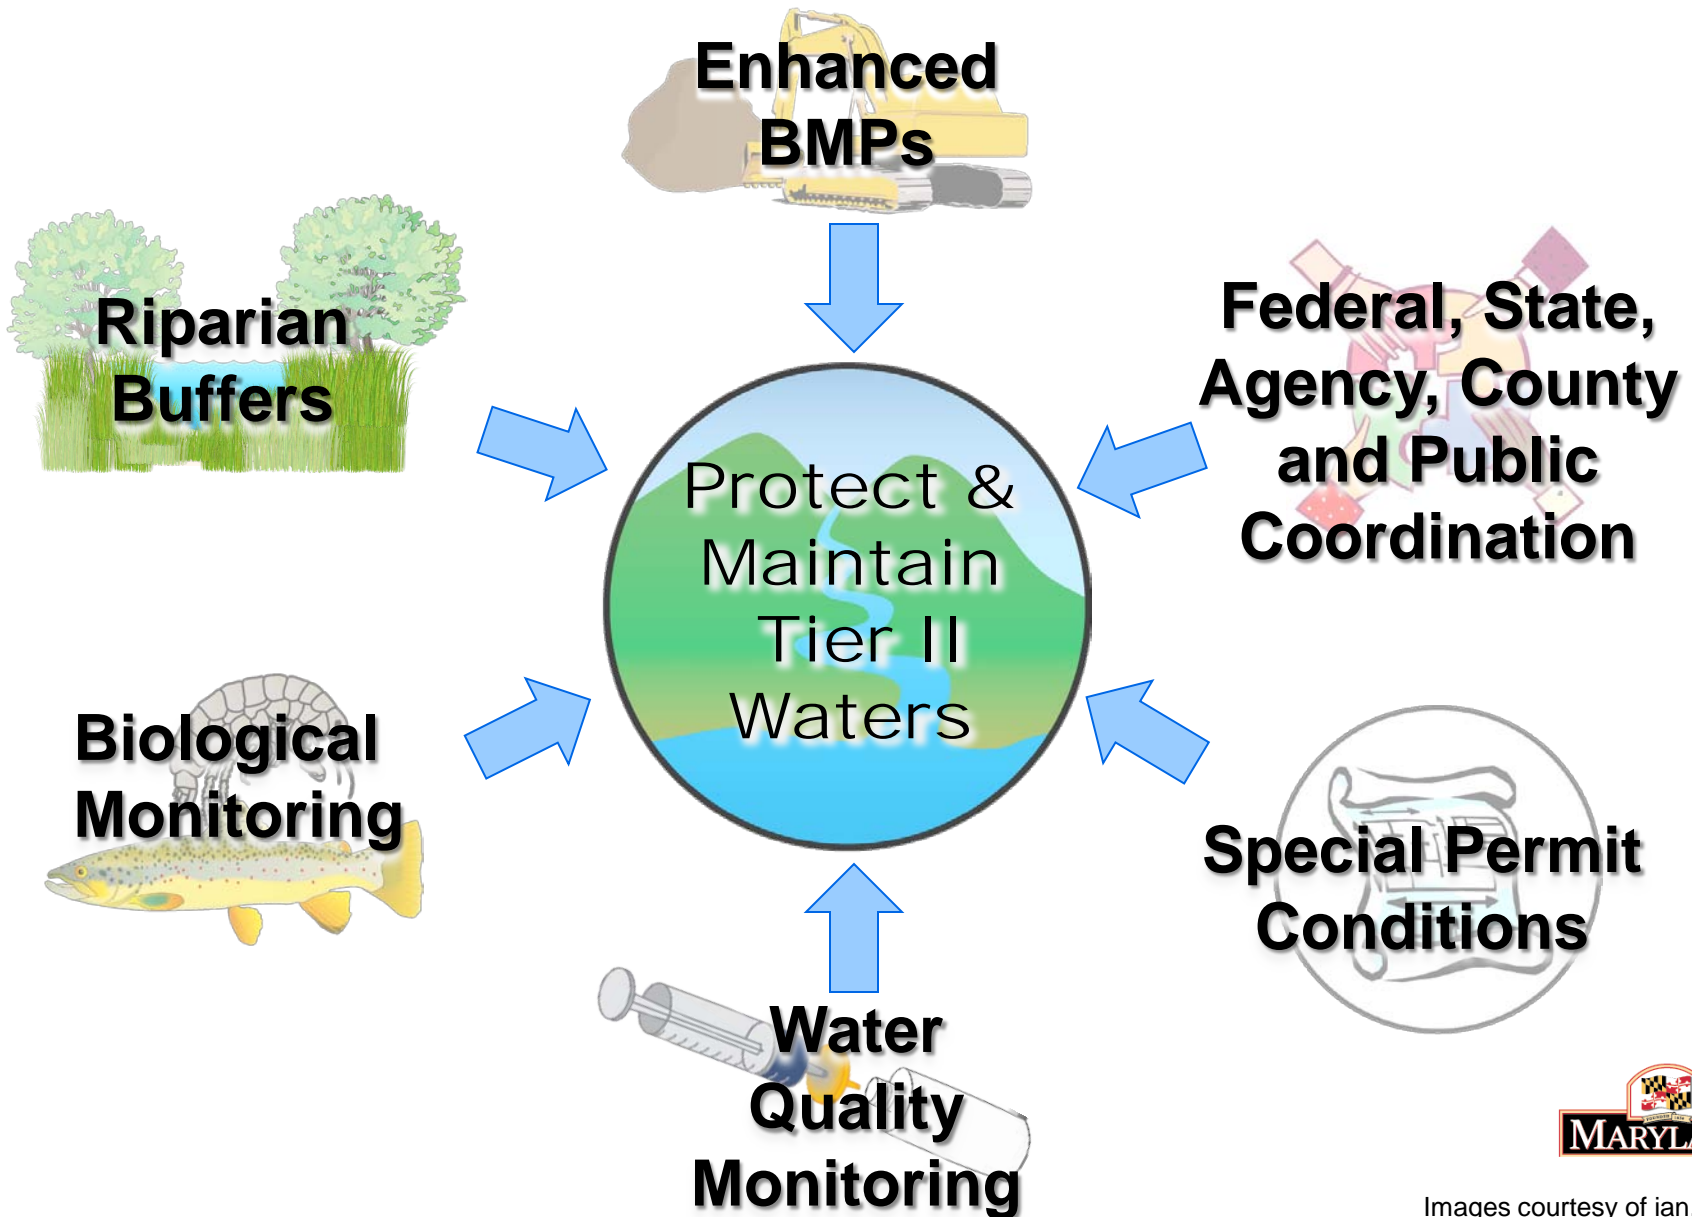 Enhanced
BMPs
Riparian
Buffers
Federal, State,
Agency, County
and Public
Coordination
Protect &
Maintain
Tier II
Waters
Biological
Monitoring
Special Permit
Conditions
Water
Quality
Monitoring
Images courtesy of ian